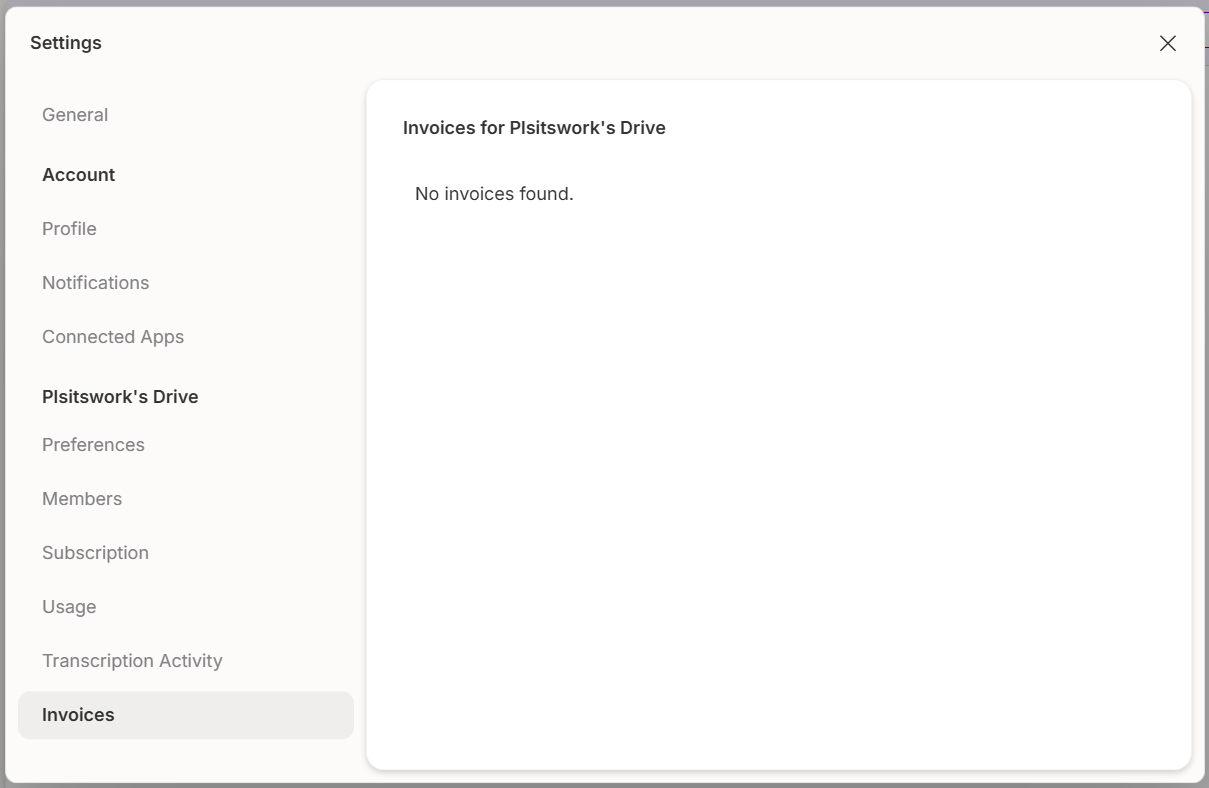 Settings
General
Account
Profile
Notifications
Connected Apps
Plsitswork's Drive
Preferences
Members
Subscription
Usage
Transcription Activity
Invoices
Invoices for Plsitswork's Drive
No invoices found.